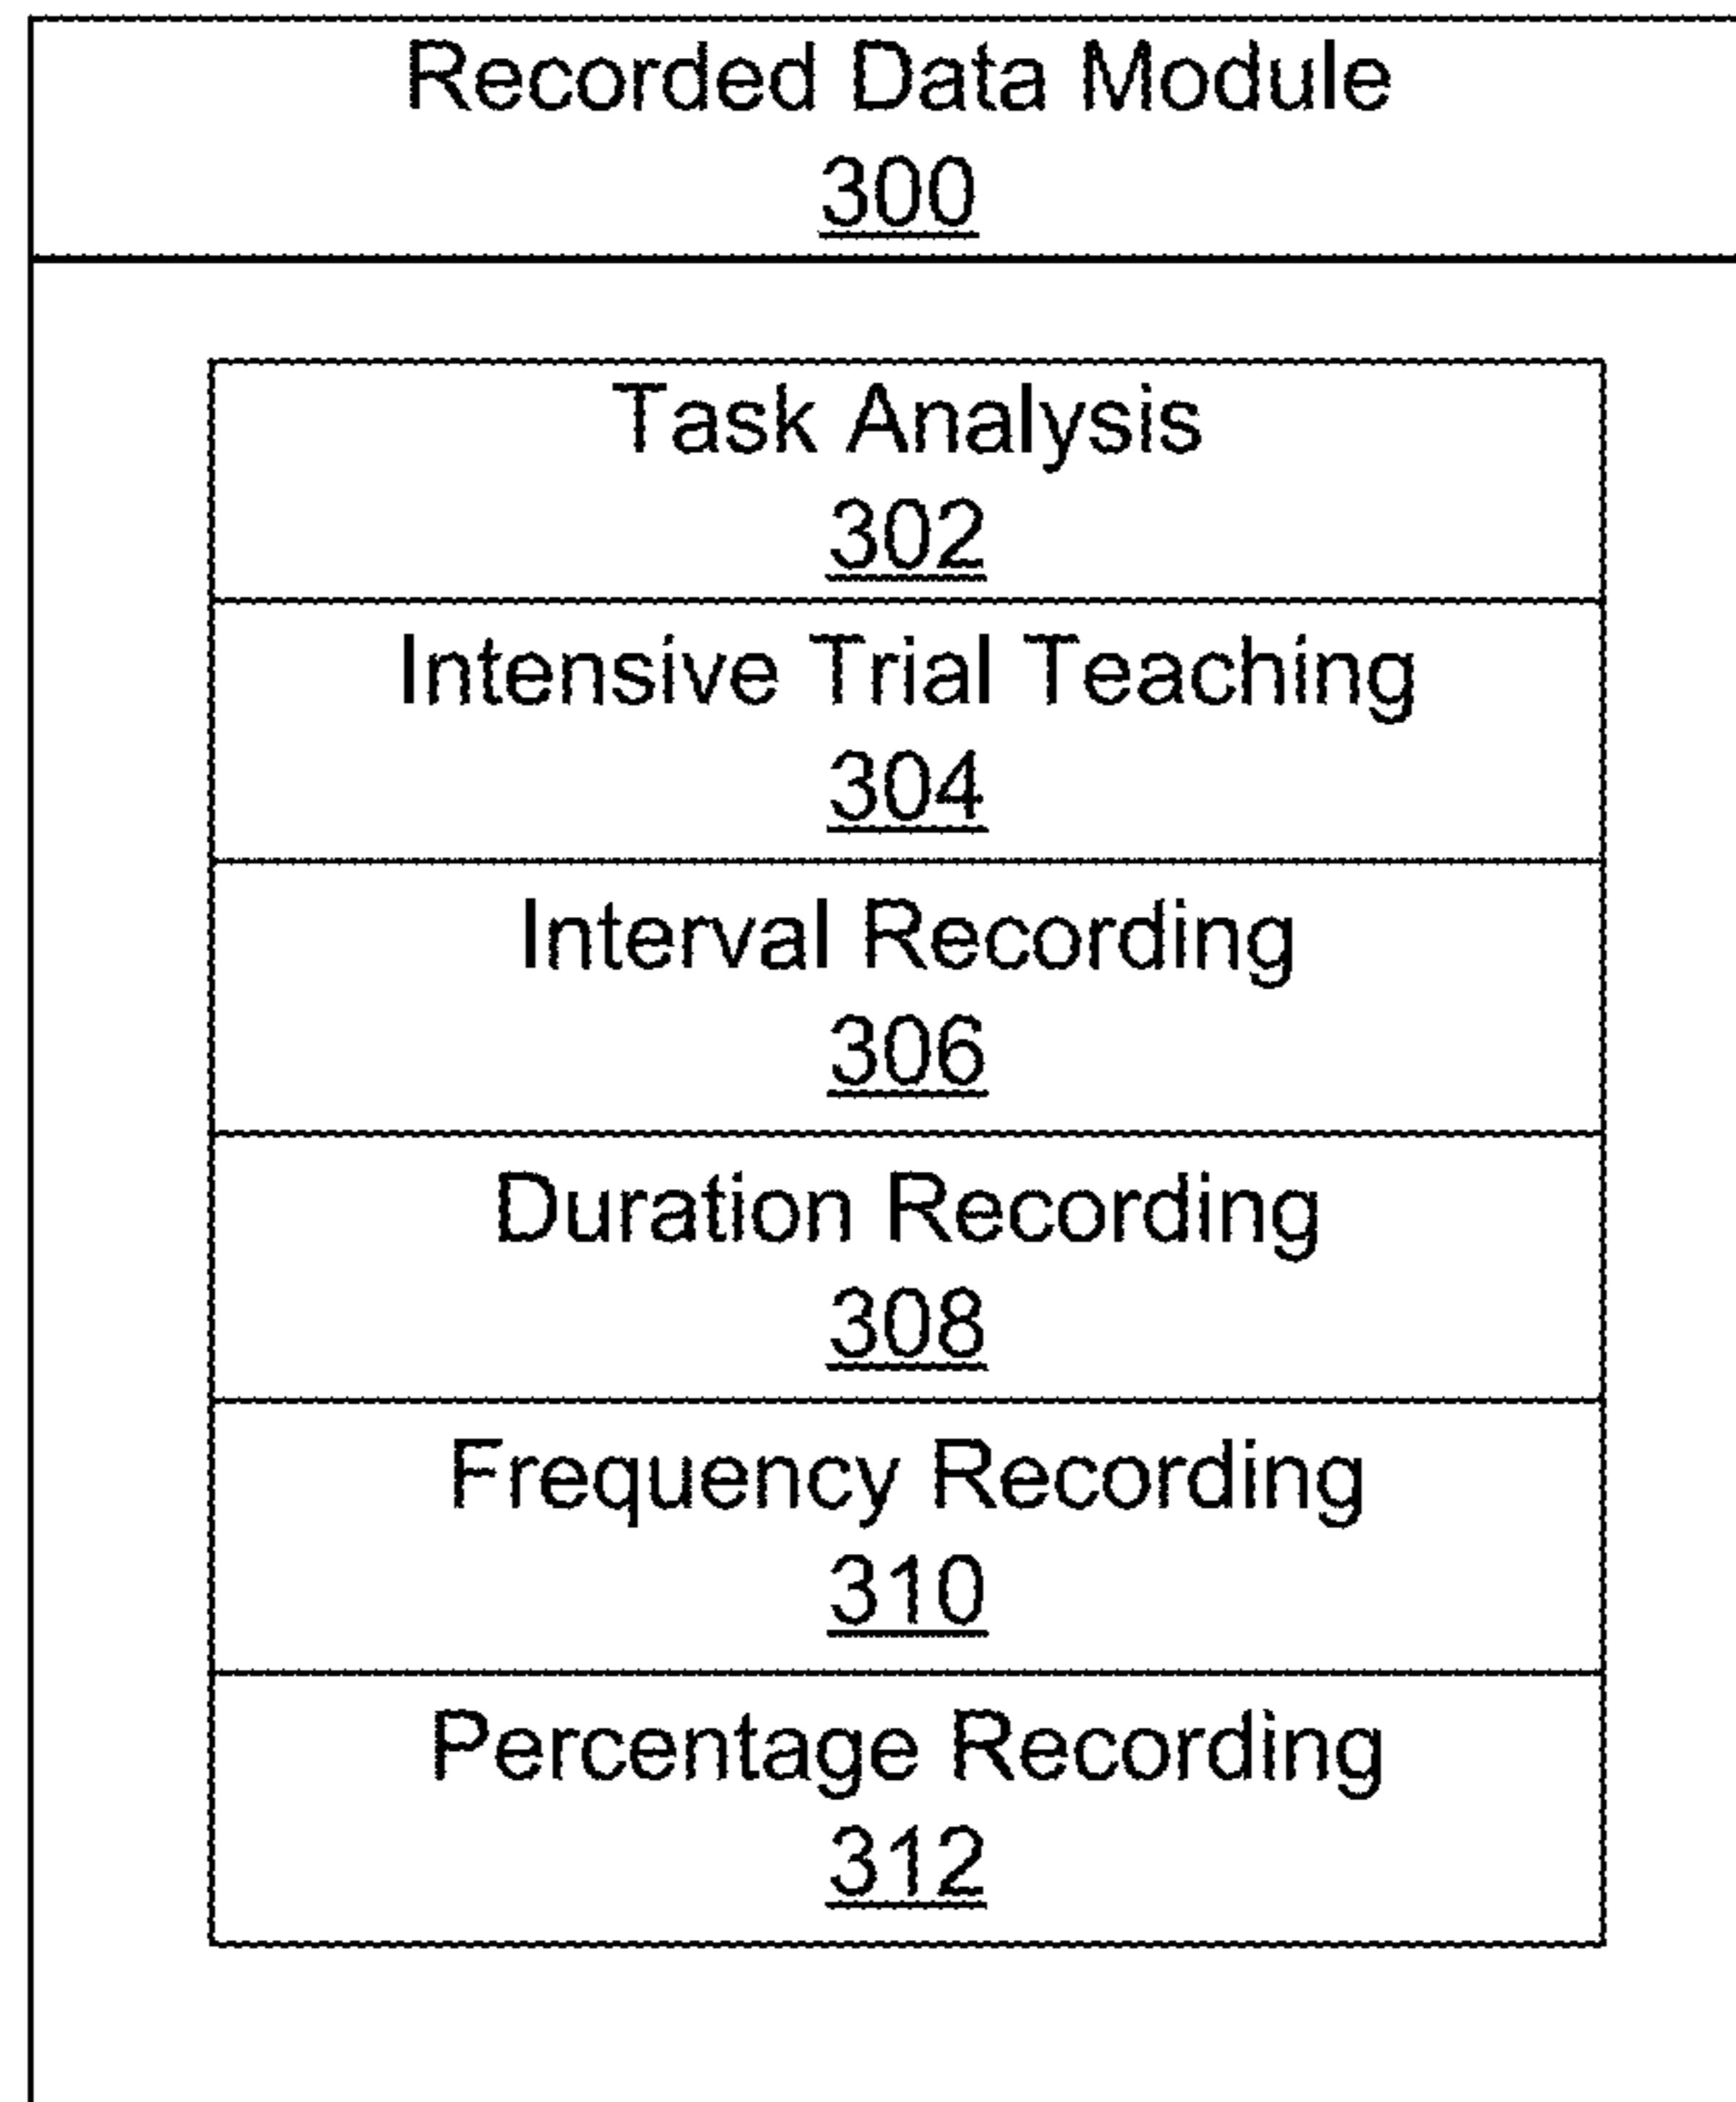 Recorded Data Module
300
Task Analysis
302
Intensive Trial Teaching
304
Interval Recording
306
Duration Recording
308
Frequency Recording
310
Percentage Recording
312